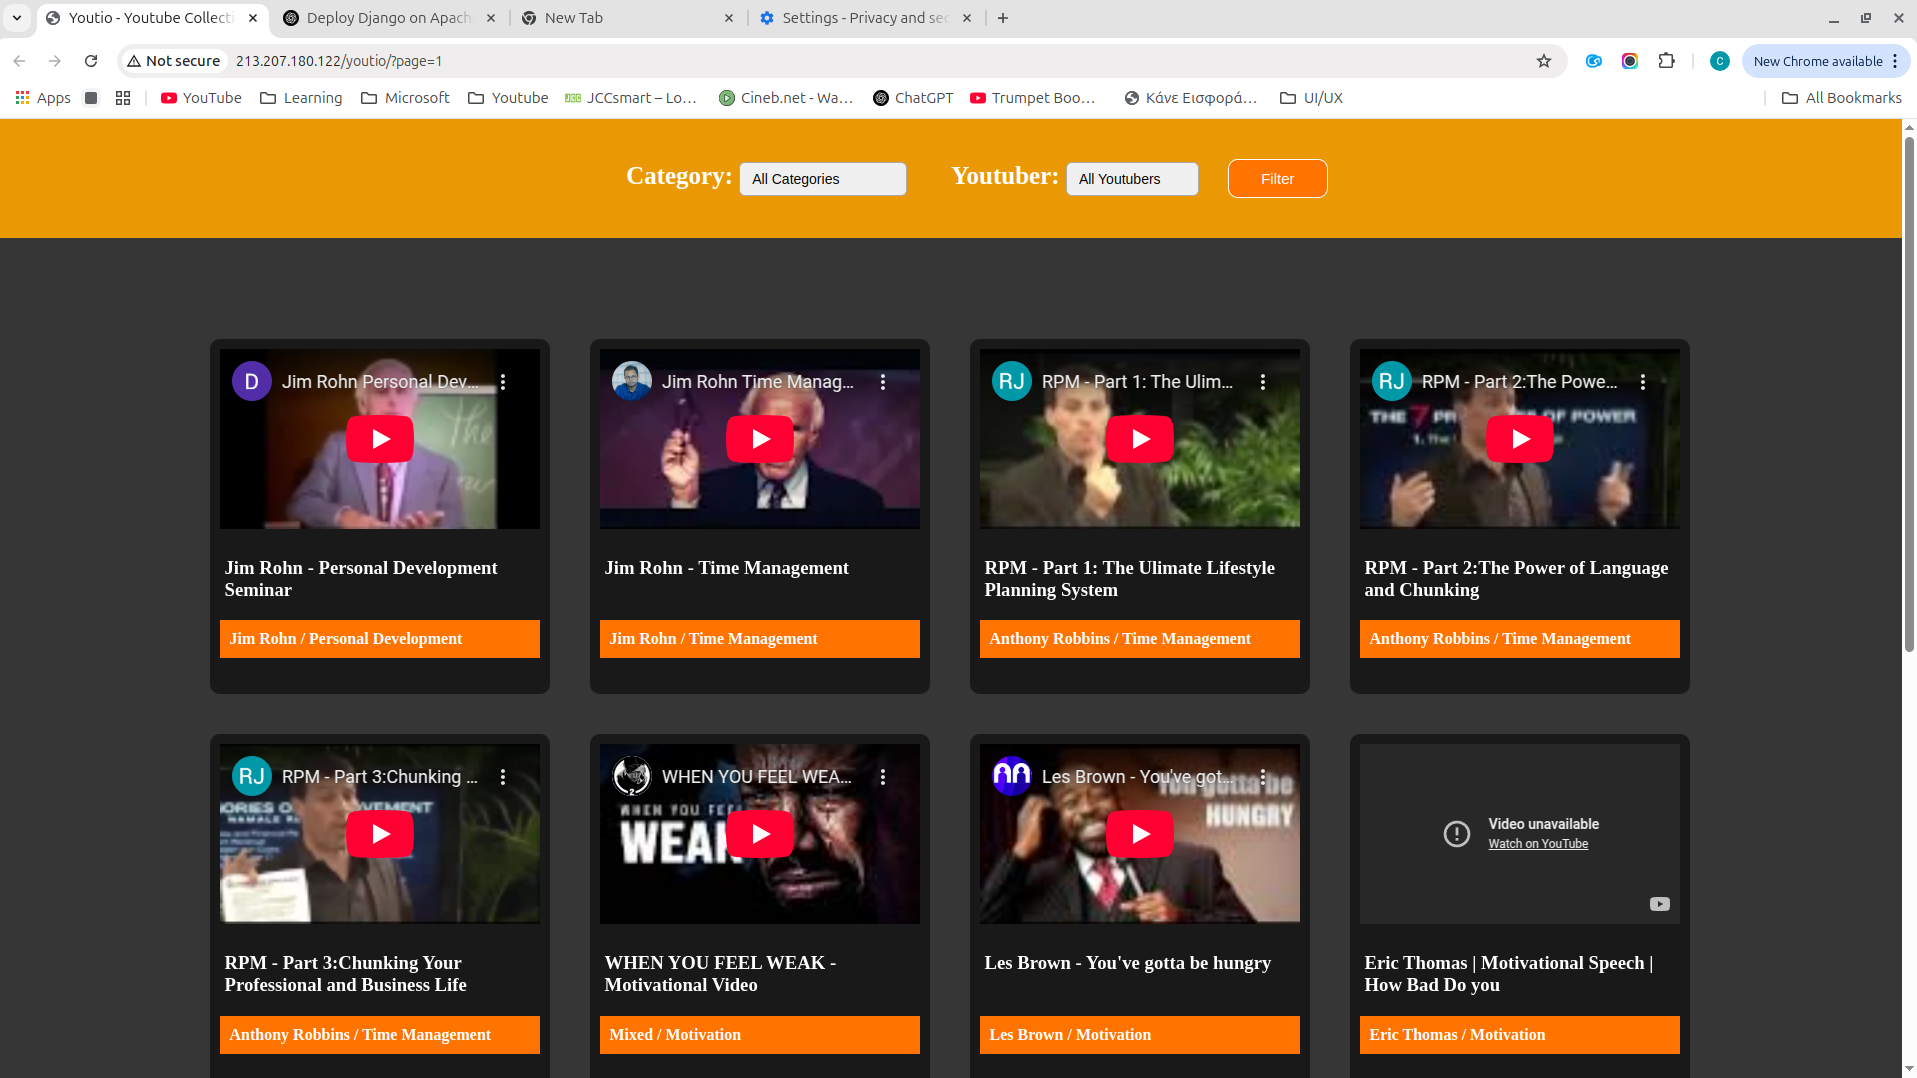 Youtio - Youtube Collecti
Deploy Django on Apach
New Tab
Settings - Privacy and sec
Not secure
213.207.180.122/youtio/?page=1
C
New Chrome available
Apps
YouTube
Learning
Microsoft
Youtube
JCCsmart – Lo...
Cineb.net - Wa...
ChatGPT
Trumpet Boo...
Κάνε Εισφορά...
UI/UX
All Bookmarks
Category:
All Categories
Youtuber:
All Youtubers
Filter
D
Jim Rohn Personal Dev...
Jim Rohn Time Manag...
RJ
RPM - Part 1: The Ulim...
RJ
RPM - Part 2:The Powe...
Jim Rohn - Personal Development
Seminar
Jim Rohn / Personal Development
Jim Rohn - Time Management
Jim Rohn / Time Management
RPM - Part 1: The Ulimate Lifestyle
Planning System
Anthony Robbins / Time Management
RPM - Part 2:The Power of Language
and Chunking
Anthony Robbins / Time Management
RJ
RPM - Part 3:Chunking ...
WHEN YOU FEEL WEA...
Les Brown - You've got...
HUNGRY
Video unavailable
Watch on YouTube
RPM - Part 3:Chunking Your
Professional and Business Life
Anthony Robbins / Time Management
WHEN YOU FEEL WEAK -
Motivational Video
Mixed / Motivation
Les Brown - You've gotta be hungry
Les Brown / Motivation
Eric Thomas | Motivational Speech |
How Bad Do you
Eric Thomas / Motivation